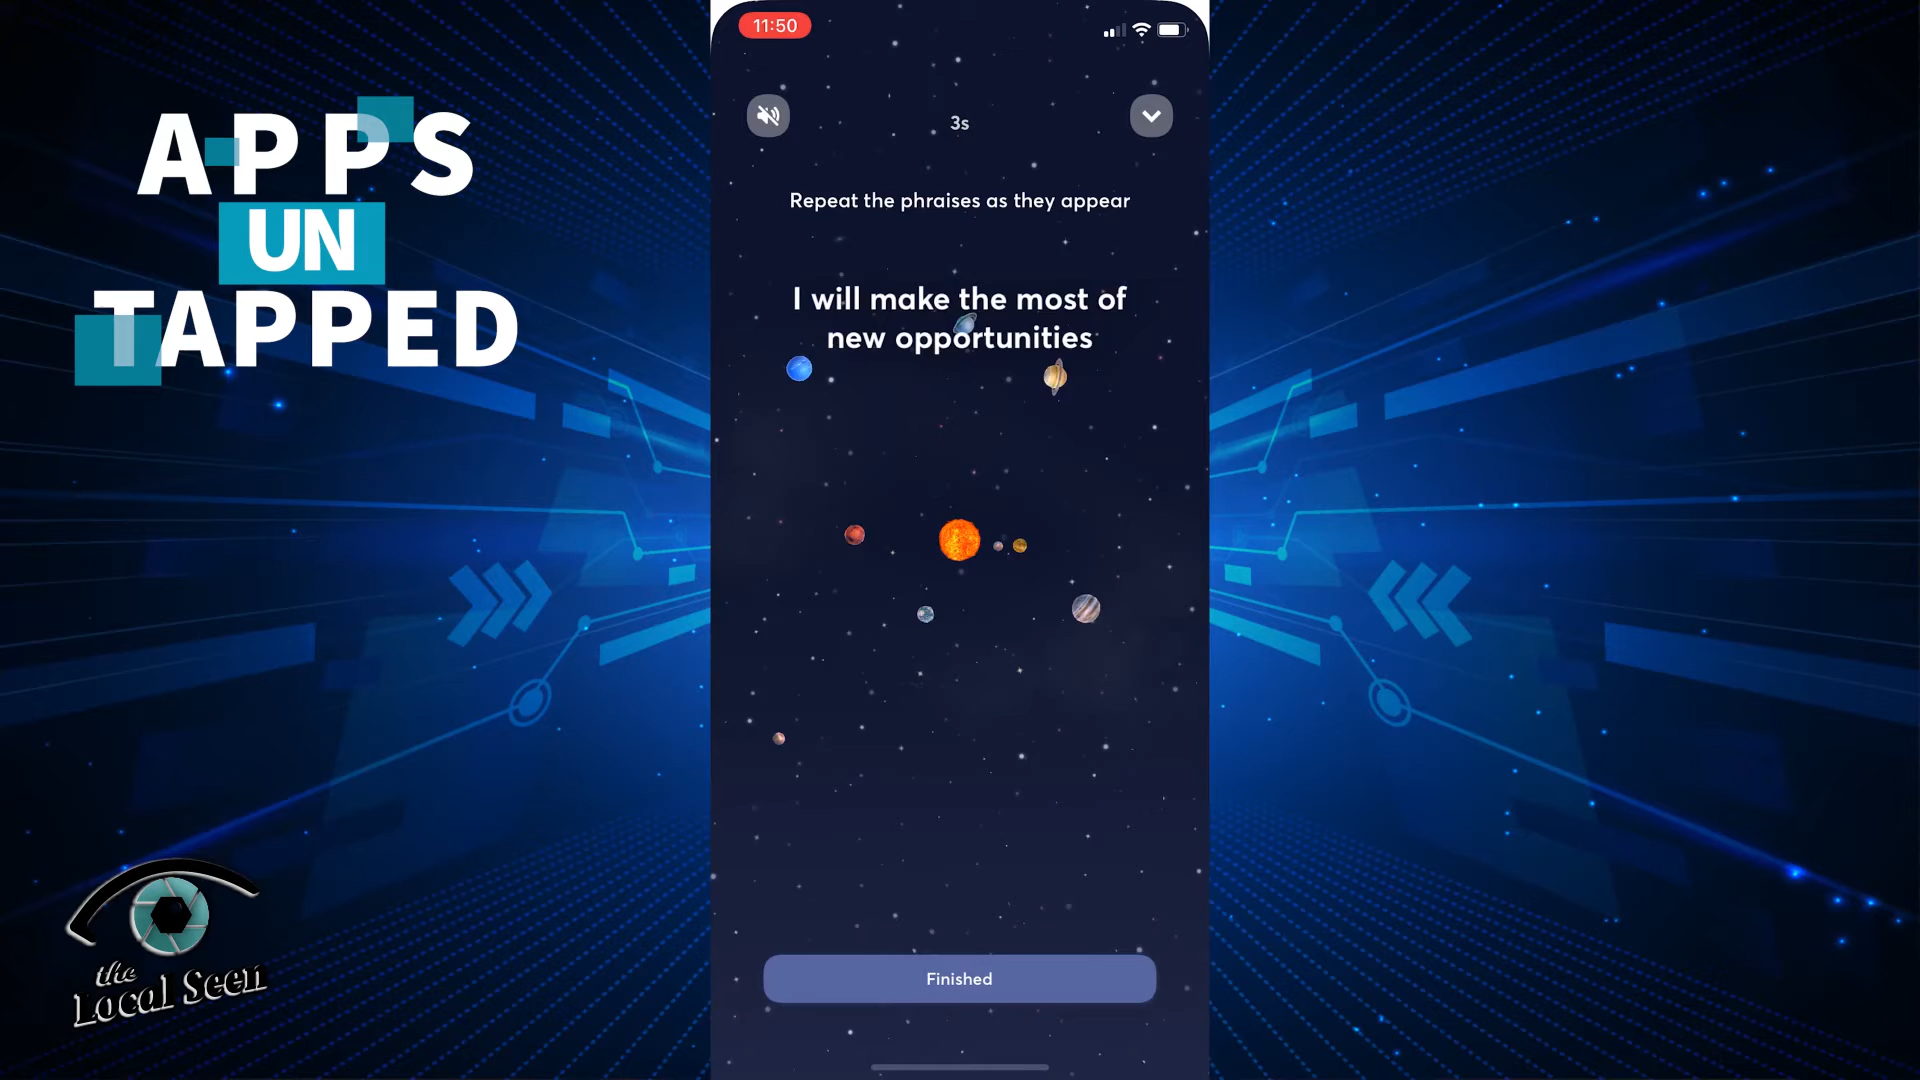 APPS
UN
TAPPED
11:50
3s
Repeat the phraises as they appear
I will make the most of
new opportunities
Finished
the
Local Seen